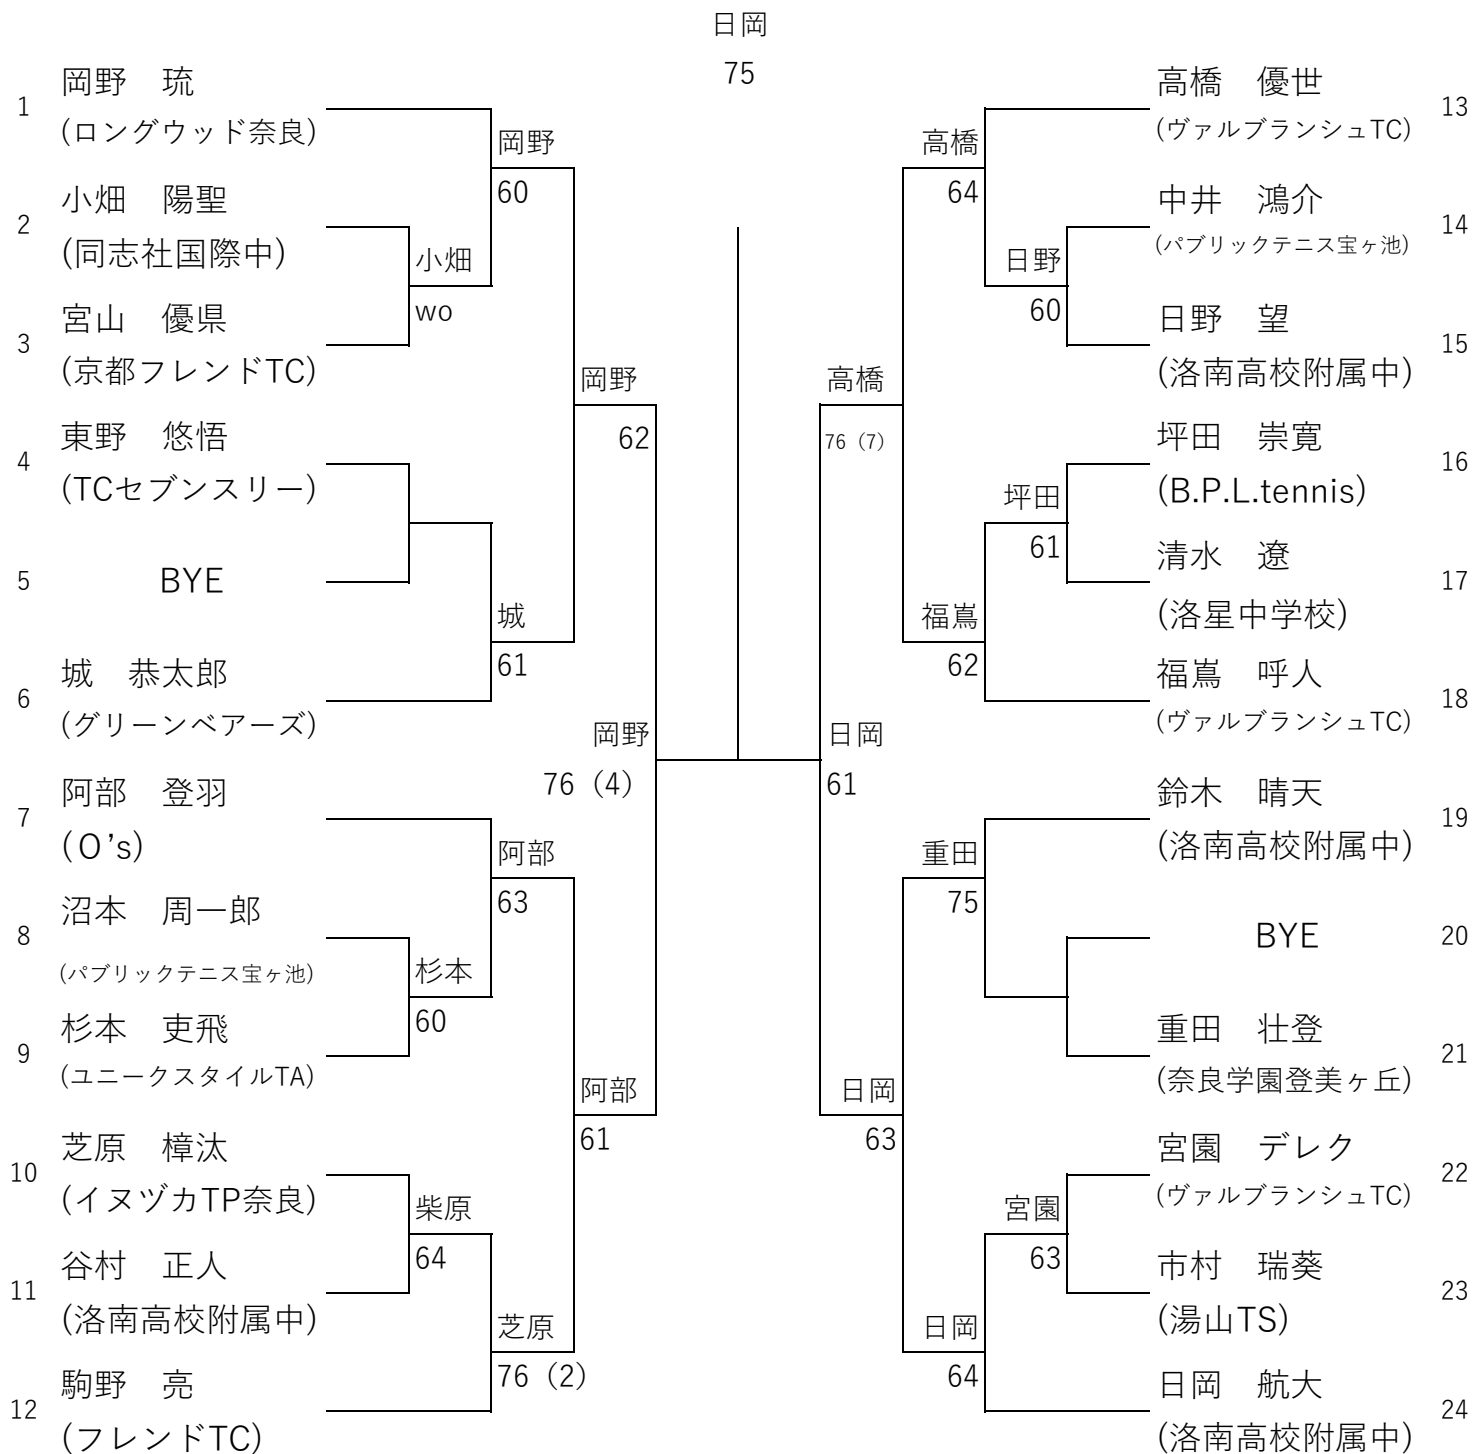 日岡
75
1
岡野　琉
(ロングウッド奈良)
2
小畑　陽聖
(同志社国際中)
3
宮山　優県
(京都フレンドTC)
4
東野　悠悟
(TCセブンスリー)
5
BYE
6
城　恭太郎
(グリーンベアーズ)
7
阿部　登羽
(O's)
8
沼本　周一郎
(パブリックテニス宝ヶ池)
9
杉本　吏飛
(ユニークスタイルTA)
10
芝原　樟汰
(イヌヅカTP奈良)
11
谷村　正人
(洛南高校附属中)
12
駒野　亮
(フレンドTC)
小畑
wo
杉本
60
柴原
64
岡野
60
城
61
阿部
63
芝原
76（2）
岡野
62
阿部
61
岡野
76（4）
日岡
61
高橋
76（7）
日岡
63
高橋
64
福嶌
62
重田
75
日岡
64
日野
60
坪田
61
宮園
63
高橋　優世
(ヴァルブランシュTC)
13
中井　鴻介
(パブリックテニス宝ヶ池)
14
日野　望
(洛南高校附属中)
15
坪田　崇寛
(B.P.L.tennis)
16
清水　遼
(洛星中学校)
17
福嶌　呼人
(ヴァルブランシュTC)
18
鈴木　晴天
(洛南高校附属中)
19
BYE
20
重田　壮登
(奈良学園登美ヶ丘)
21
宮園　デレク
(ヴァルブランシュTC)
22
市村　瑞葵
(湯山TS)
23
日岡　航大
(洛南高校附属中)
24